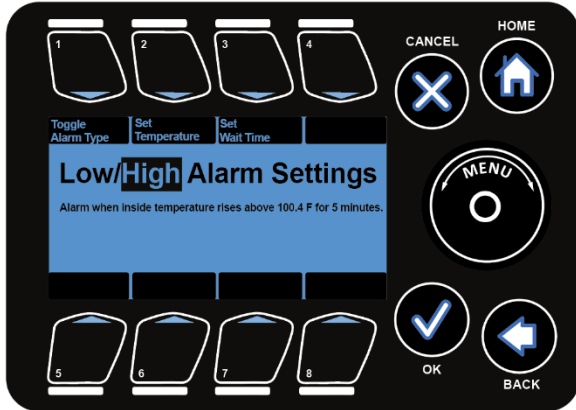 HOME
CANCEL
1 2 3 4
Toggle Alarm Type
Set Temperature
Set Wait Time
Low/High Alarm Settings
Alarm when inside temperature rises above 100.4 F for 5 minutes.
MENU
5 6 7 8
OK
BACK